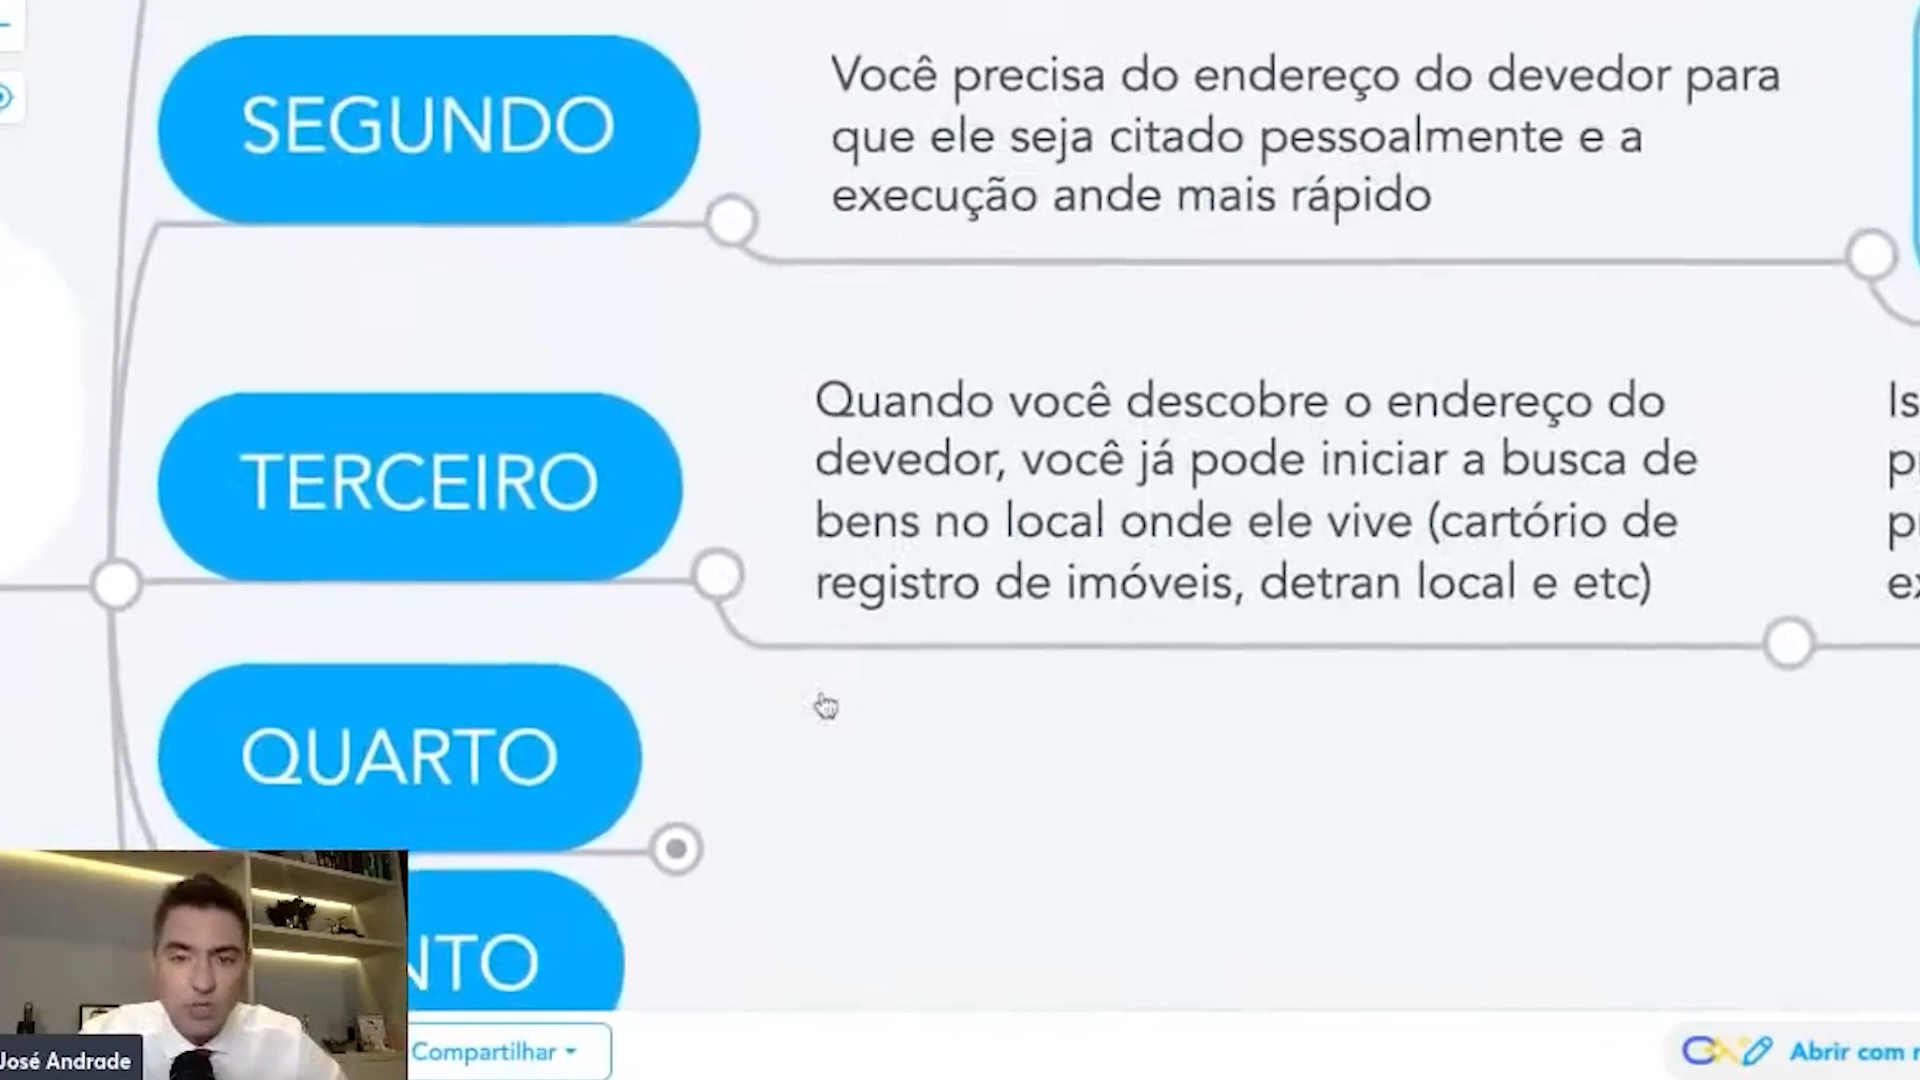 SEGUNDO
Você precisa do endereço do devedor para
que ele seja citado pessoalmente e a
execução ande mais rápido
TERCEIRO
Quando você descobre o endereço do
devedor, você já pode iniciar a busca de
bens no local onde ele vive (cartório de
registro de imóveis, detran local e etc)
QUARTO
NTO
José Andrade
Compartilhar
Abrir com